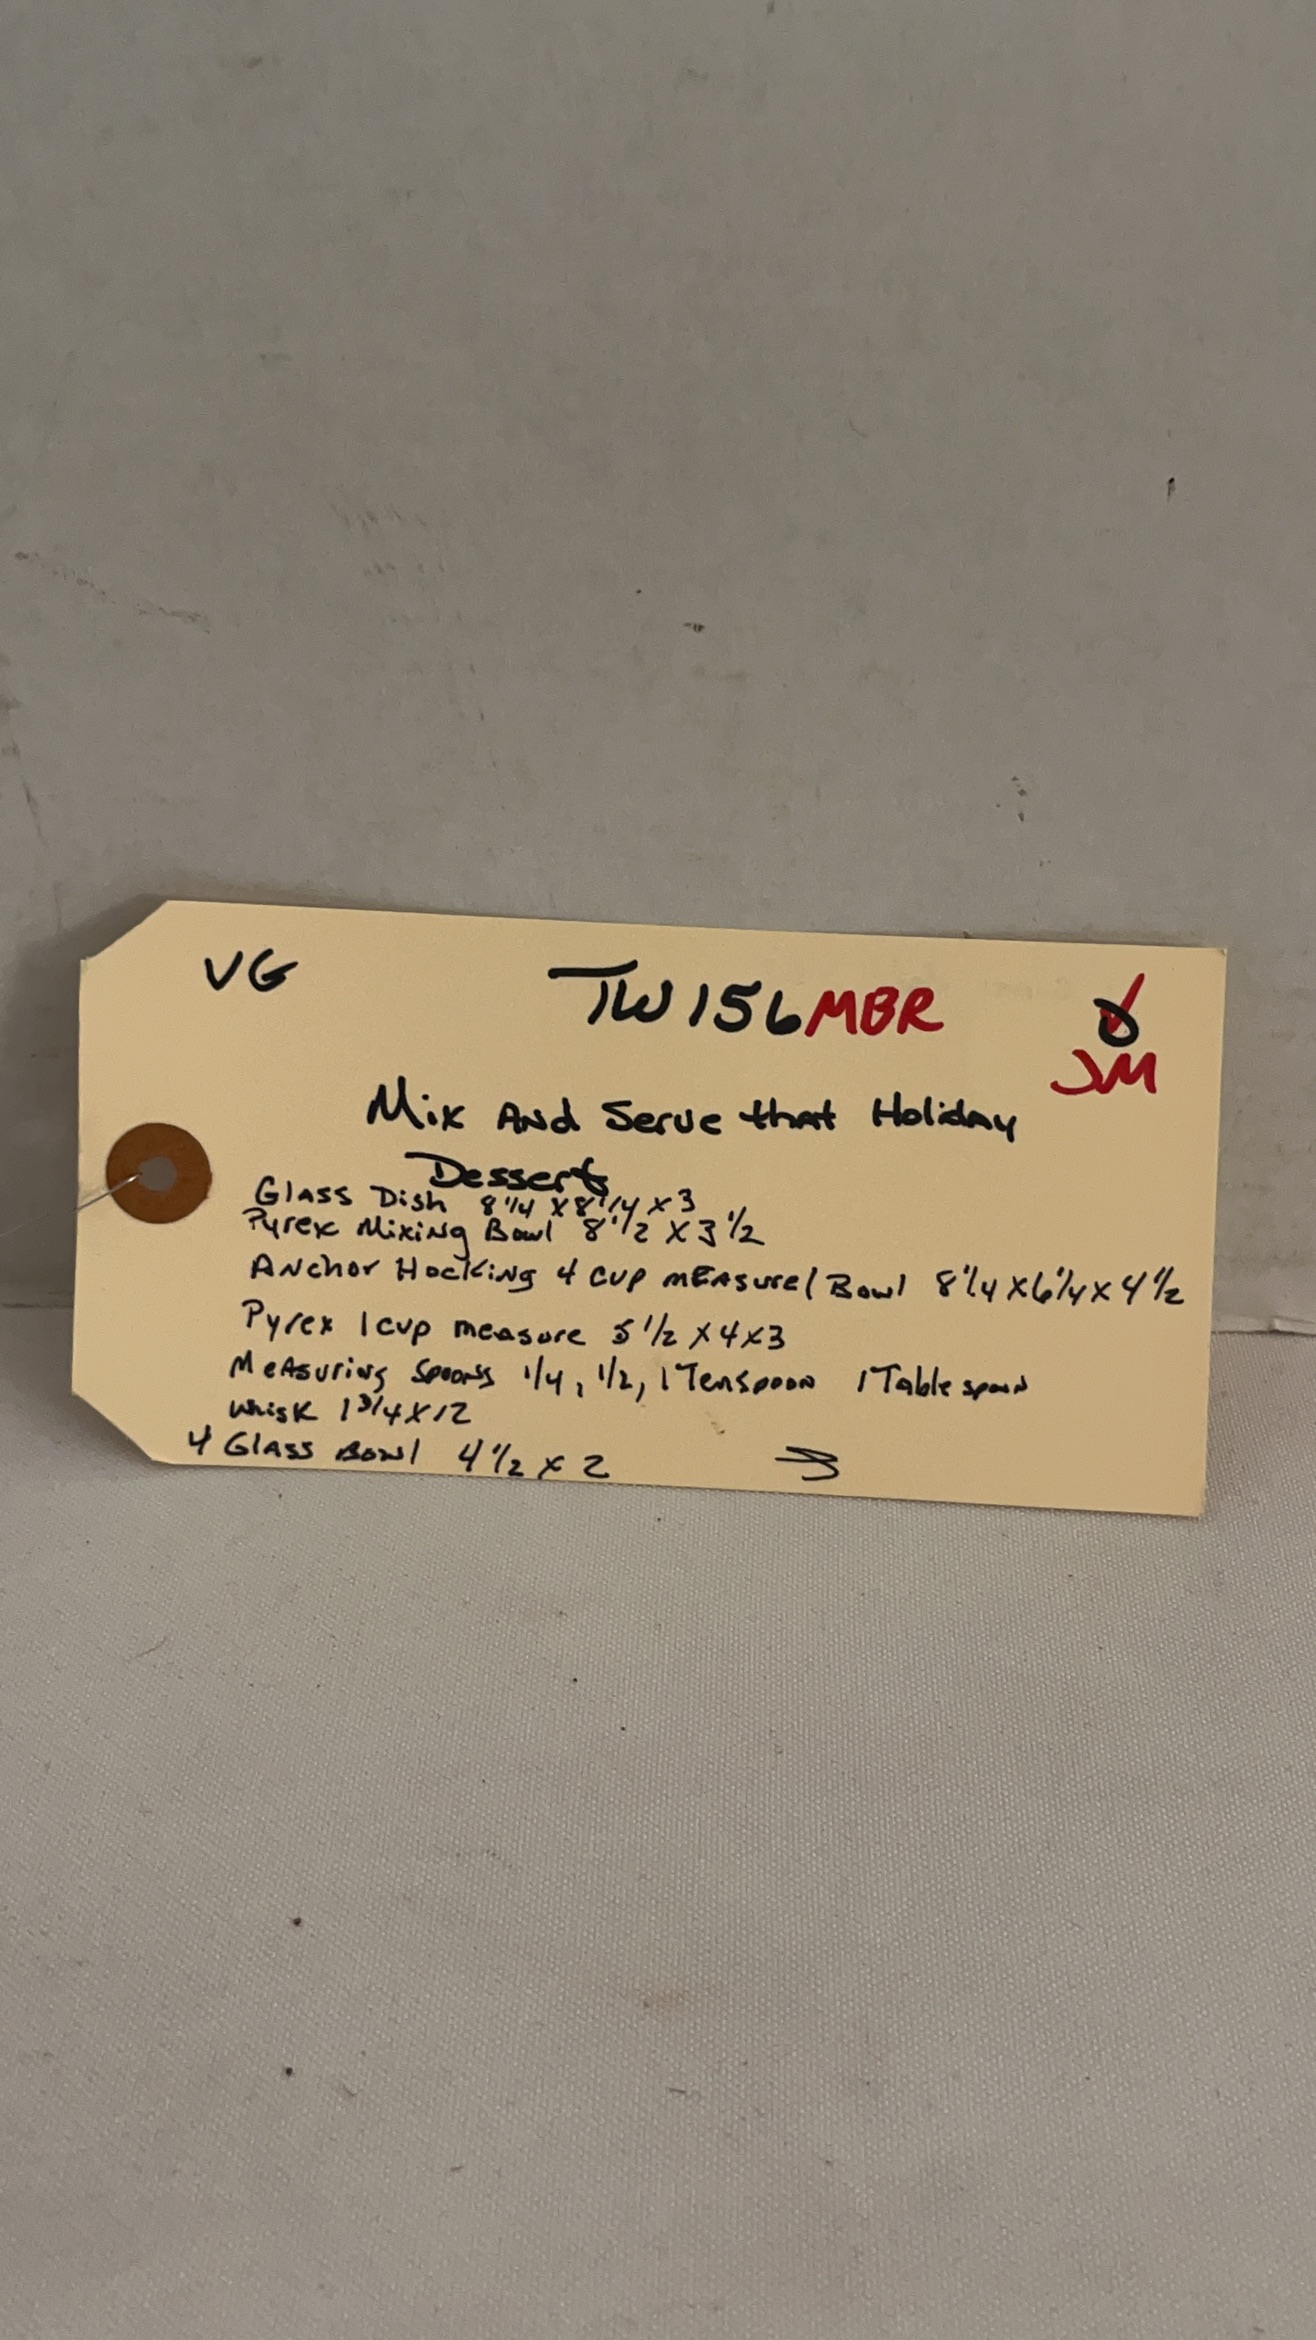 VG TW156MBR
JM
Mix And Serve that Holiday
Dessert
Glass Dish 8 1/4 x 8 1/4 x 3
Pyrex Mixing Bowl 8 1/2 x 3 1/2
Anchor Hocking 4 cup measure/Bowl 8 1/4 x 6 1/4 x 4 1/2
Pyrex 1 cup measure 5 1/2 x 4 x 3
Measuring Spoons 1/4, 1/2, 1 Teaspoon 1 Tablespoon
Whisk 1 3/4 x 12
4 Glass Bowl 4 1/2 x 2